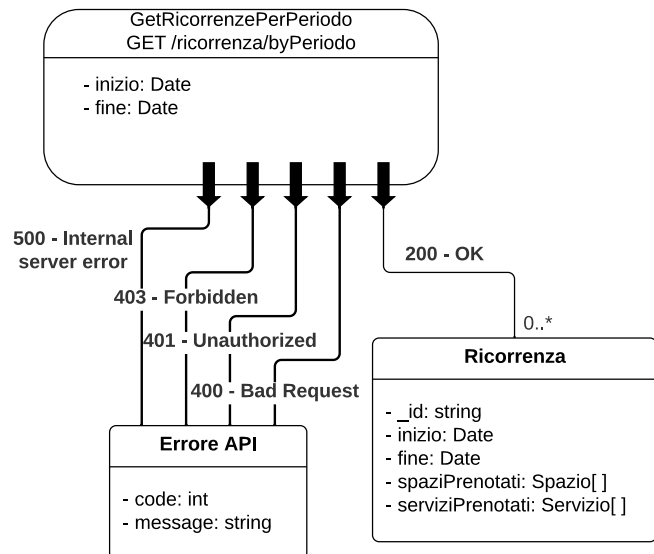 GetRicorrenzePerPeriodo
GET /ricorrenza/byPeriodo
- inizio: Date
- fine: Date
500 - Internal
server error
200 - OK
403 - Forbidden
401 - Unauthorized
400 - Bad Request
0..*
Ricorrenza
- _id: string
- inizio: Date
- fine: Date
- spaziPrenotati: Spazio[ ]
- serviziPrenotati: Servizio[ ]
Errore API
- code: int
- message: string